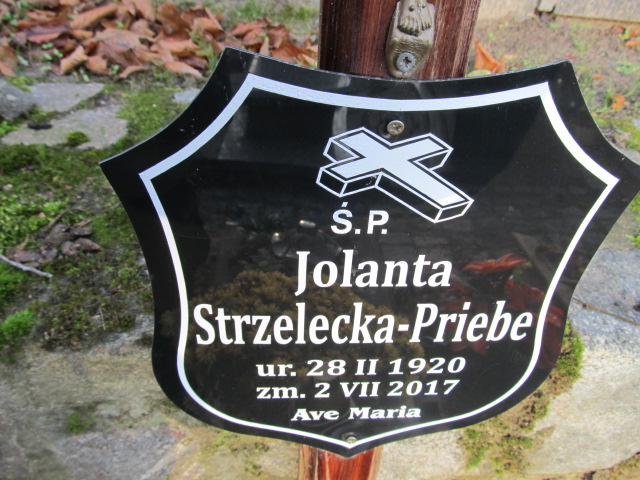 Ś.P.
Jolanta
Strzelecka-Priebe
ur. 28 II 1920
zm. 2 VII 2017
Ave Maria